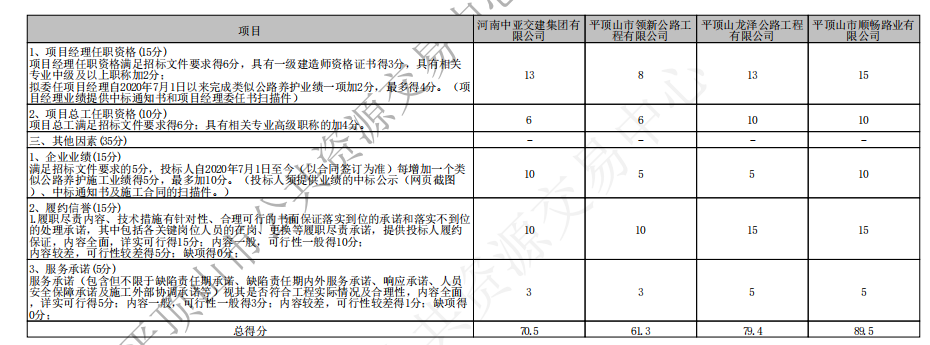 项目 河南中亚交建集团有限公司 平顶山市领新公路工程有限公司 平顶山龙泽公路工程有限公司 平顶山市顺畅路业有限公司
1、项目经理任职资格(15分)
项目经理任职资格满足招标文件要求得6分，具有一级建造师资格证书得3分，具有相关
专业中级及以上职称加2分；
拟委任项目经理自2020年7月1日以来完成类似公路养护业绩一项加2分，最多得4分。（项
目经理业绩提供中标通知书和项目经理委任书扫描件）
13 8 13 15
2、项目总工任职资格(10分)
项目总工满足招标文件要求得6分；具有相关专业高级职称的加4分。
6 6 10 10
三、其他因素(35分) － － － －
1、企业业绩(15分)
满足招标文件要求的5分，投标人自2020年7月1日至今（以合同签订为准）每增加一个类
似公路养护施工业绩得5分，最多加10分。（投标人须提供业绩的中标公示（网页截图
）、中标通知书及施工合同的扫描件。）
10 5 5 10
2、履约信誉(15分)
1.履职尽责内容、技术措施有针对性、合理可行的书面保证落实到位的承诺和落实不到位
的处理承诺，其中包括各关键岗位人员的在岗、更换等履职尽责承诺，提供投标人履约
保证，内容全面，详实可行得15分；内容一般，可行性一般得10分；
内容较差，可行性较差得5分；缺项得0分；
10 10 15 15
3、服务承诺(5分)
服务承诺（包含但不限于缺陷责任期承诺、缺陷责任期内外服务承诺、响应承诺、人员
安全保障承诺及施工外部协调承诺等）视其是否符合工程实际情况及合理性，内容全面
，详实可行得5分；内容一般，可行性一般得3分；内容较差，可行性较差得1分；缺项得
0分；
3 3 5 5
总得分 70.5 61.3 79.4 89.5
平顶山市公共资源交易中心